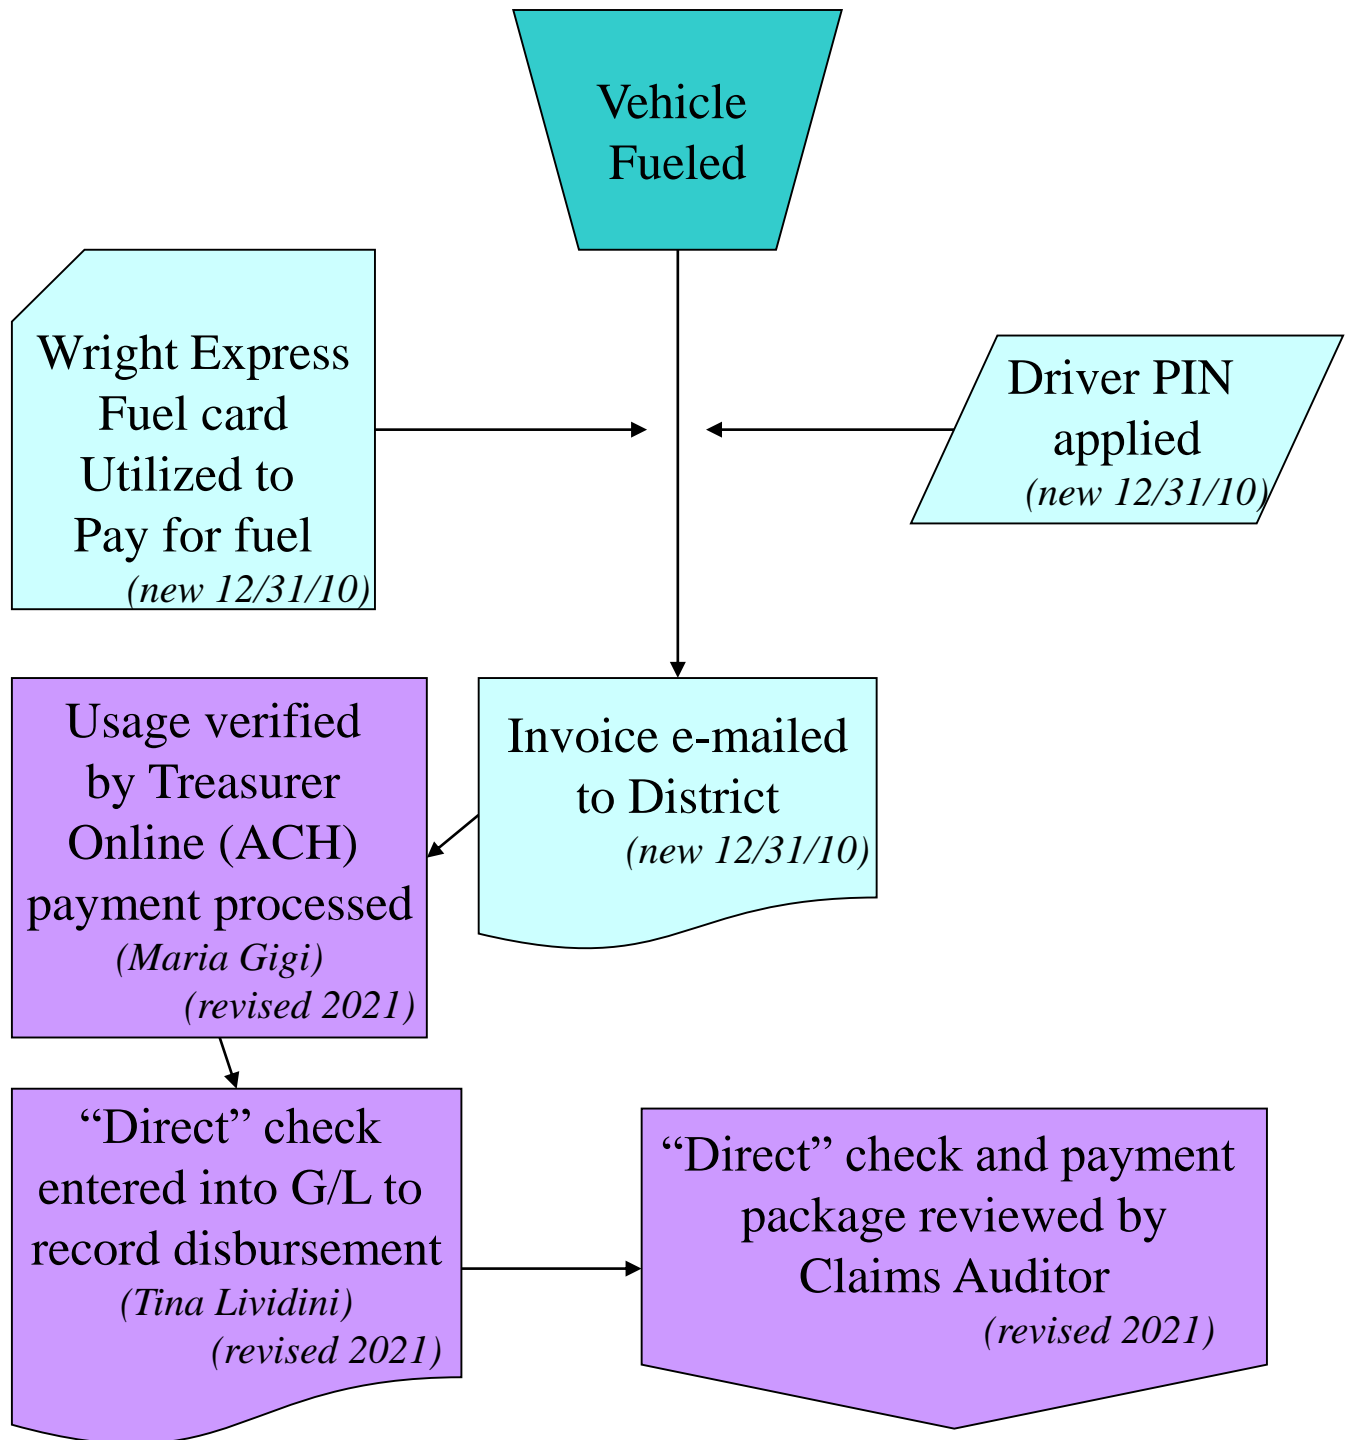 Vehicle
Fueled
Wright Express
Fuel card
Utilized to
Pay for fuel
(new 12/31/10)
Driver PIN
applied
(new 12/31/10)
Invoice e-mailed
to District
(new 12/31/10)
Usage verified
by Treasurer
Online (ACH)
payment processed
(Maria Gigi)
(revised 2021)
“Direct” check
entered into G/L to
record disbursement
(Tina Lividini)
(revised 2021)
“Direct” check and payment
package reviewed by
Claims Auditor
(revised 2021)